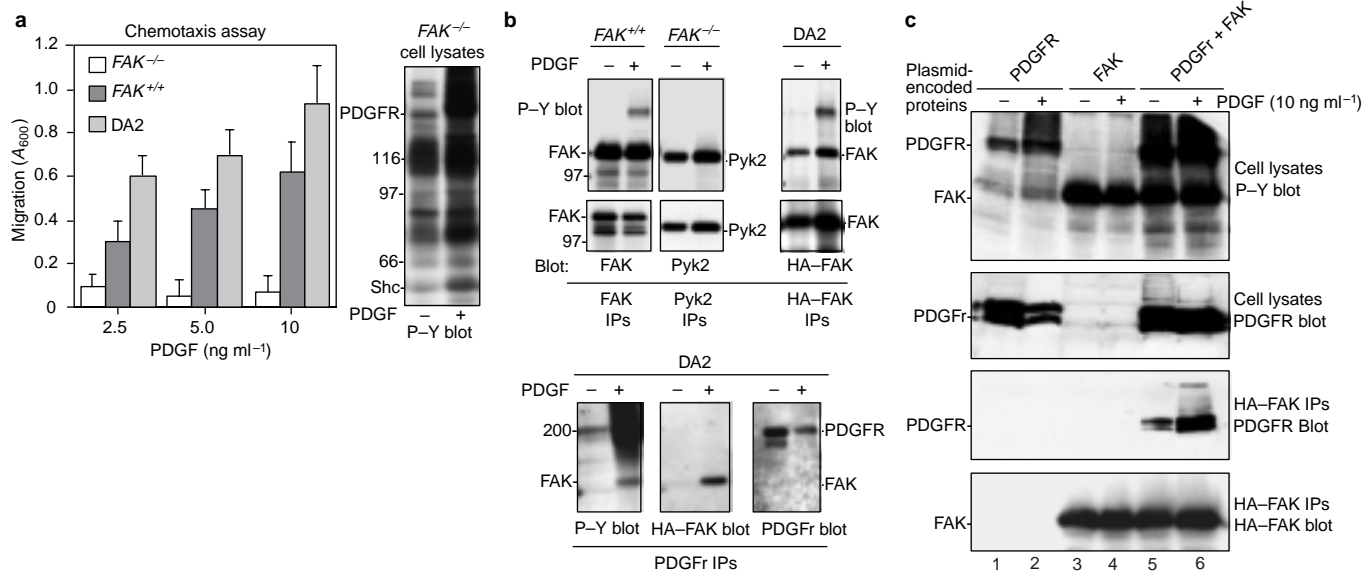 a
Chemotaxis assay
1.2
1.0
0.8
0.6
0.4
0.2
0
Migration (A600)
FAK−/−
FAK+/+
DA2
2.5
5.0
10
PDGF (ng ml−1)
FAK−/−
cell lysates
PDGFR
116
97
66
Shc
PDGF − +
P–Y blot
b
FAK+/+ FAK−/− DA2
PDGF − + − + − +
P–Y blot
P–Y
blot
FAK
97
Pyk2
FAK
FAK
97
Pyk2
FAK
Blot: FAK Pyk2 HA–FAK
FAK Pyk2 HA–FAK
IPs IPs IPs
DA2
PDGF − + − + − +
200
FAK
PDGFR
FAK
P–Y blot HA–FAK blot PDGFr blot
PDGFr IPs
c
Plasmid-
encoded
proteins
PDGFR
FAK
PDGFr + FAK
− + − + − + PDGF (10 ng ml−1)
PDGFR
FAK
Cell lysates
P–Y blot
PDGFr
Cell lysates
PDGFR blot
PDGFR
HA–FAK IPs
PDGFR Blot
FAK
HA–FAK IPs
HA–FAK blot
1 2 3 4 5 6